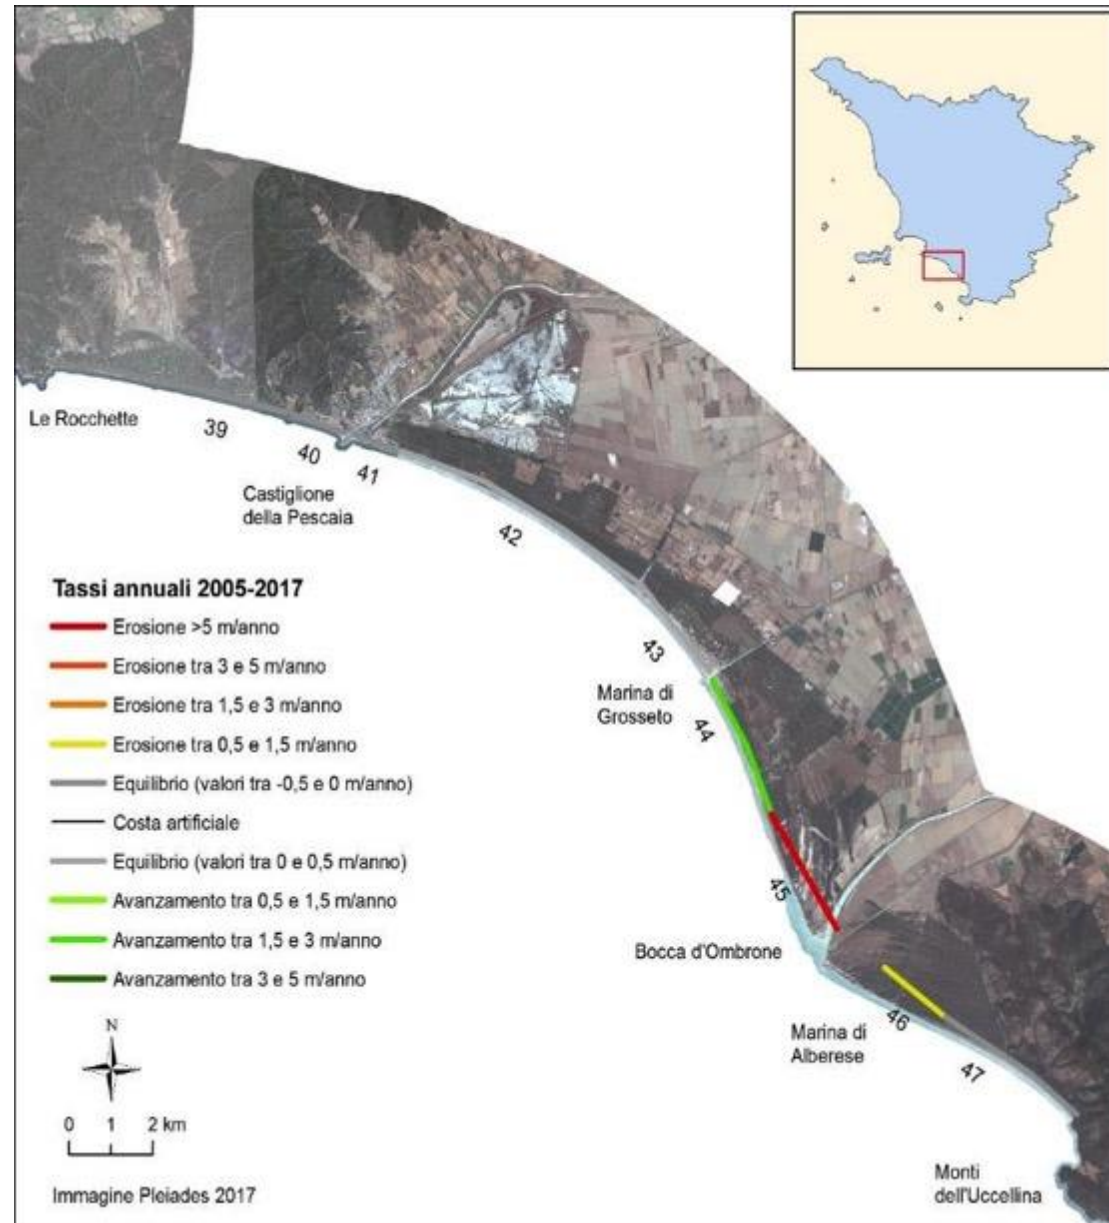 Le Rocchette
39
40
41
Castiglione
della Pescaia
42
Tassi annuali 2005-2017
Erosione >5 m/anno
Erosione tra 3 e 5 m/anno
Erosione tra 1,5 e 3 m/anno
Erosione tra 0,5 e 1,5 m/anno
Equilibrio (valori tra -0,5 e 0 m/anno)
Costa artificiale
Equilibrio (valori tra 0 e 0,5 m/anno)
Avanzamento tra 0,5 e 1,5 m/anno
Avanzamento tra 1,5 e 3 m/anno
Avanzamento tra 3 e 5 m/anno
43
Marina di
Grosseto
44
45
Bocca d'Ombrone
46
Marina di
Alberese
47
Monti
dell'Uccellina
N
0 1 2 km
Immagine Pleiades 2017